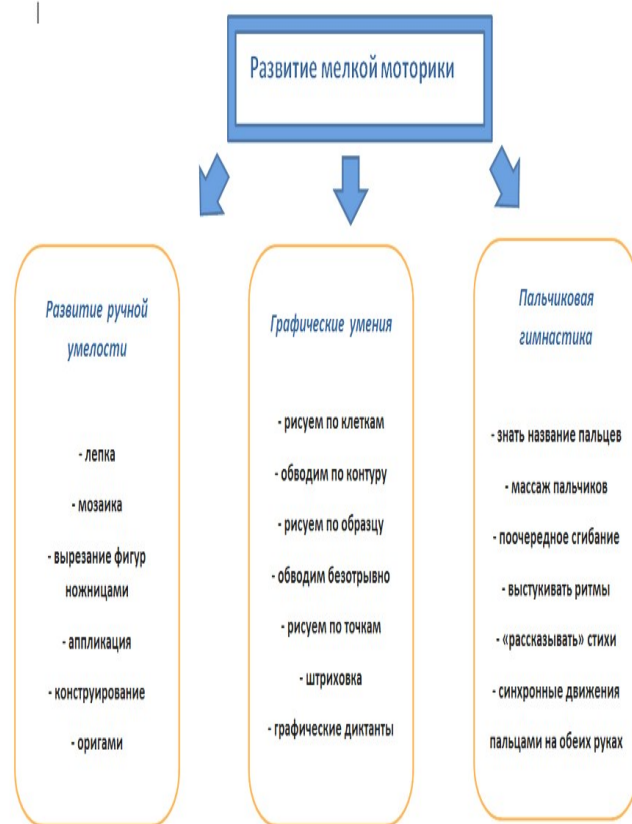 Развитие мелкой моторики
Развитие ручной
умелости
- лепка
- мозаика
- вырезание фигур
ножницами
- аппликация
- конструирование
- оригами
Графические умения
- рисуем по клеткам
- обводим по контуру
- рисуем по образцу
- обводим безотрывно
- рисуем по точкам
- штриховка
- графические диктанты
Пальчиковая
гимнастика
- знать название пальцев
- массаж пальчиков
- поочередное сгибание
- выстукивать ритмы
- «рассказывать» стихи
- синхронные движения
пальцами на обеих руках